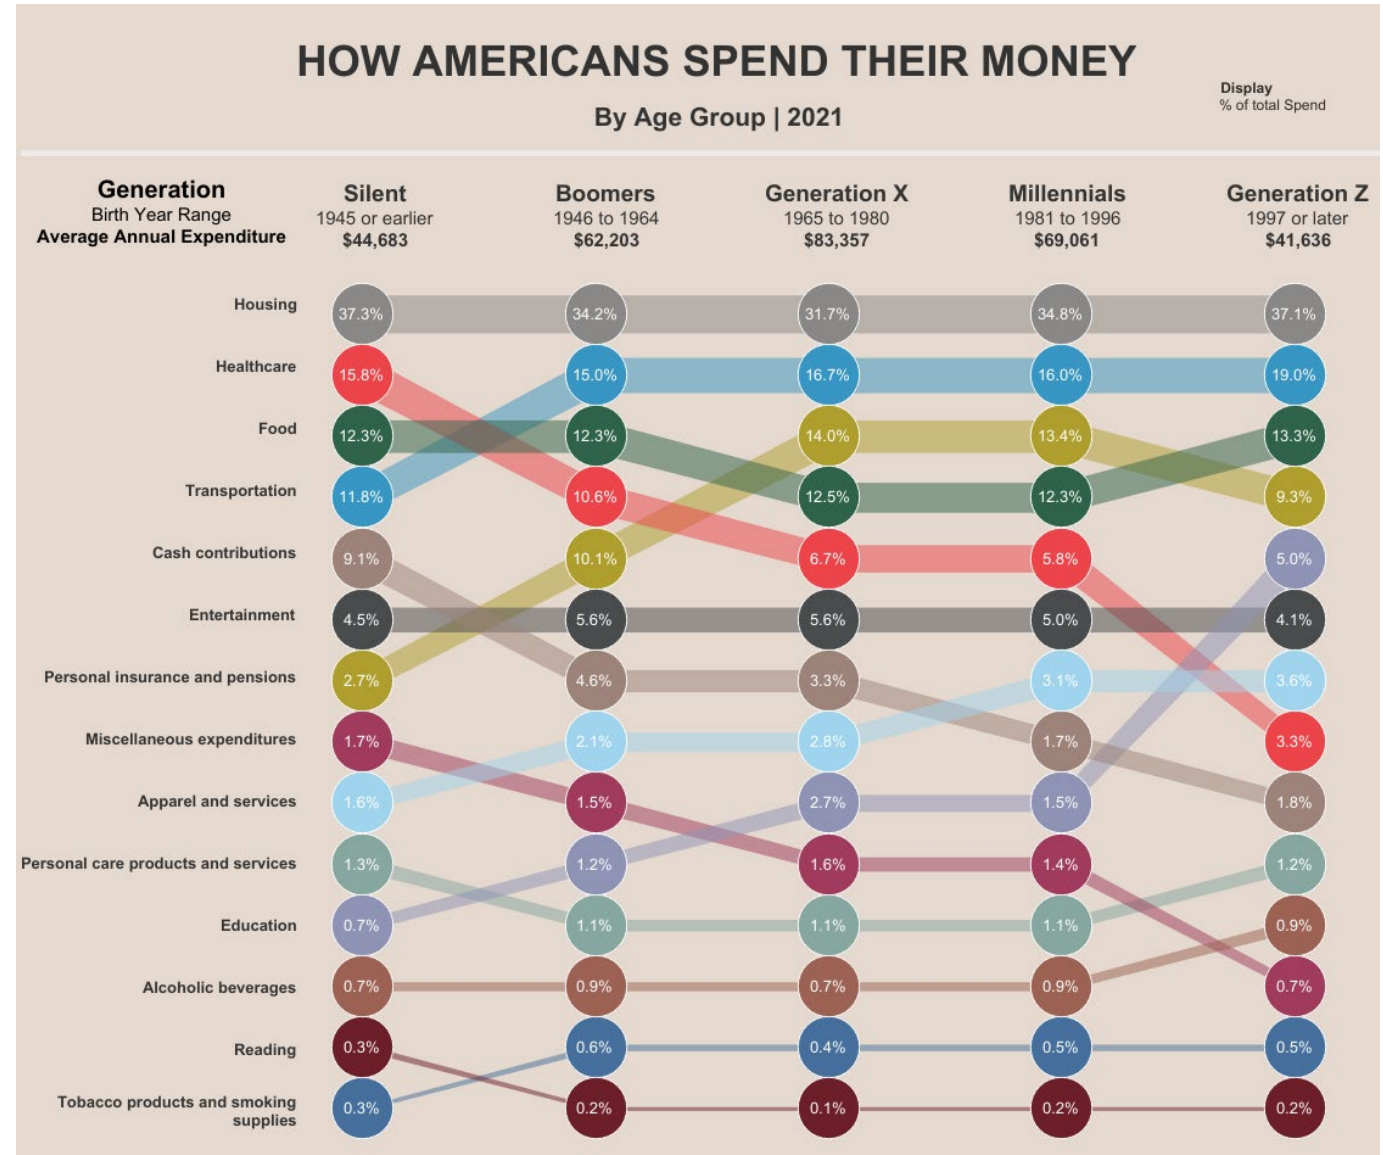 HOW AMERICANS SPEND THEIR MONEY
Display
% of total Spend
By Age Group | 2021
Generation
Birth Year Range
Average Annual Expenditure
Silent
1945 or earlier
$44,683
Boomers
1946 to 1964
$62,203
Generation X
1965 to 1980
$83,357
Millennials
1981 to 1996
$69,061
Generation Z
1997 or later
$41,636
Housing
37.3% 34.2% 31.7% 34.8% 37.1%
Healthcare
15.8% 15.0% 16.7% 16.0% 19.0%
Food
12.3% 12.3% 14.0% 13.4% 13.3%
Transportation
11.8% 10.6% 12.5% 12.3% 9.3%
Cash contributions
9.1% 10.1% 6.7% 5.8% 5.0%
Entertainment
4.5% 5.6% 5.6% 5.0% 4.1%
Personal insurance and pensions
2.7% 4.6% 3.3% 3.1% 3.6%
Miscellaneous expenditures
1.7% 2.1% 2.8% 1.7% 3.3%
Apparel and services
1.6% 1.5% 2.7% 1.5% 1.8%
Personal care products and services
1.3% 1.2% 1.6% 1.4% 1.2%
Education
0.7% 1.1% 1.1% 1.1% 0.9%
Alcoholic beverages
0.7% 0.9% 0.7% 0.9% 0.7%
Reading
0.3% 0.6% 0.4% 0.5% 0.5%
Tobacco products and smoking
supplies
0.3% 0.2% 0.1% 0.2% 0.2%